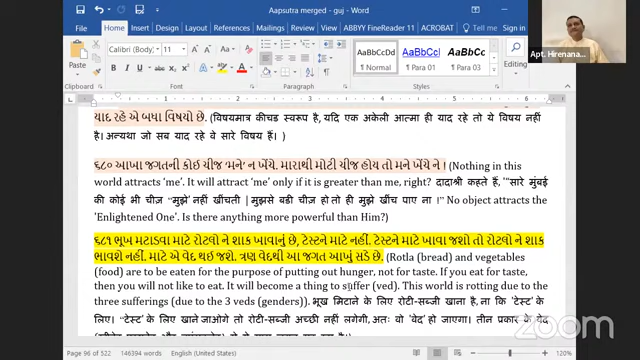 Aapsutra merged - guj - Word
File Home Insert Layout References Review View ABBYY FineReader 11 ACROBAT Tell me Share
Calibri (Body) 11
AaBbCcDd AaBbCcI AaBbCc
¶ Normal ¶ Para 01 ¶ Para 03
Paste
Editing
Clipboard Font Paragraph Styles
Apt. Hirenana...
યાદ રહે એ બધા વિષયો છે. (विषयमात्र कीचड स्वरूप है, यदि एक अकेली आत्मा ही याद रहे तो ये विषय नहीं
है। अन्यथा जो सब याद रहे वे सारे विषय हैं। )
૬૮૦ આખા જગતની કોઈ ચીજ 'મને' ન ખેંચે. મારાથી મોટી ચીજ હોય તો મને ખેંચે ને ! (Nothing in this
world attracts 'me'. It will attract 'me' only if it is greater than me, right? दादाश्री कहते हैं, '"सारे मुंबई
की कोई भी चीज़ "मुझे" नहीं खींचती | मुझसे बडी चीज़ हो तो ही मुझे खींच पाए ना ! No object attracts the
'Enlightened One'. Is there anything more powerful than Him?)
૬૮૧ ભૂખ મટાડવા માટે રોટલો ને શાક ખાવાનું છે, ટેસ્ટને માટે નહીં. ટેસ્ટને માટે ખાવા જશો તો રોટલો ને શાક
ભાવશે નહીં. માટે એ વેદ થઈ જશે. ત્રણ વેદથી આ જગત આખું સડે છે. (Rotla (bread) and vegetables
(food) are to be eaten for the purpose of putting out hunger, not for taste. If you eat for taste,
then you will not like to eat. It will become a thing to suffer (ved). This world is rotting due to the
three sufferings (due to the 3 veds (genders)). भूख मिटाने के लिए रोटी-सब्जी खाना है, ना कि "टेस्ट' के
लिए। "टेस्ट' के लिए खाने जाओगे तो रोटी-सब्जी अच्छी नहीं लगेगी, अतः वो 'वेद' हो जाएगा। तीन प्रकार के वेद
Page 96 of 522 146394 words English (United States) 120%
zoom